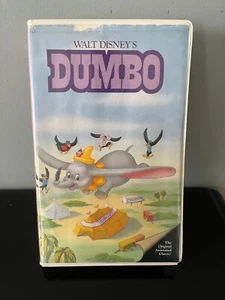 WALT DISNEY'S
DUMBO
The
Original
Animated
Classic!